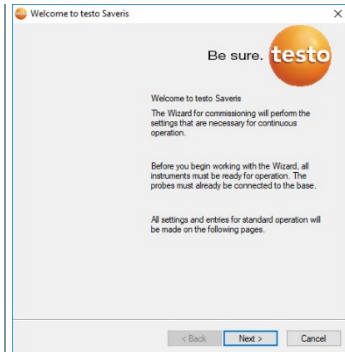 Welcome to testo Saveris
Be sure. testo
Welcome to testo Saveris
The Wizard for commissioning will perform the
settings that are necessary for continuous
operation.
Before you begin working with the Wizard, all
instruments must be ready for operation. The
probes must already be connected to the base.
All settings and entries for standard operation will
be made on the following pages.
< Back Next > Cancel